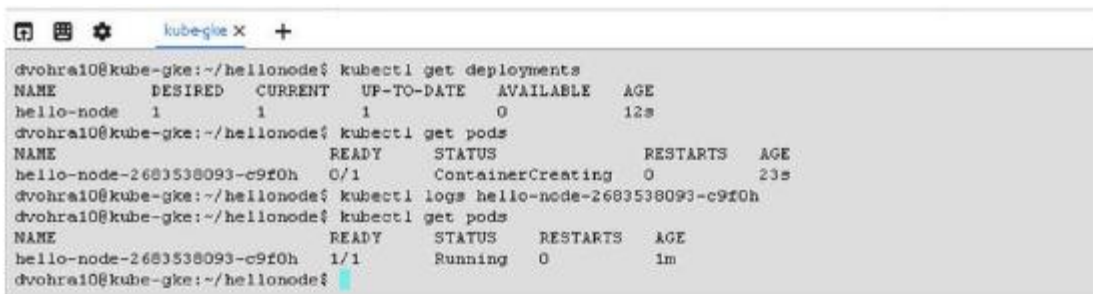 kube-gke × +
dvohra10@kube-gke:~/hellonode$ kubectl get deployments
NAME DESIRED CURRENT UP-TO-DATE AVAILABLE AGE
hello-node 1 1 1 0 12s
dvohra10@kube-gke:~/hellonode$ kubectl get pods
NAME READY STATUS RESTARTS AGE
hello-node-2683538093-c9f0h 0/1 ContainerCreating 0 23s
dvohra10@kube-gke:~/hellonode$ kubectl logs hello-node-2683538093-c9f0h
dvohra10@kube-gke:~/hellonode$ kubectl get pods
NAME READY STATUS RESTARTS AGE
hello-node-2683538093-c9f0h 1/1 Running 0 1m
dvohra10@kube-gke:~/hellonode$